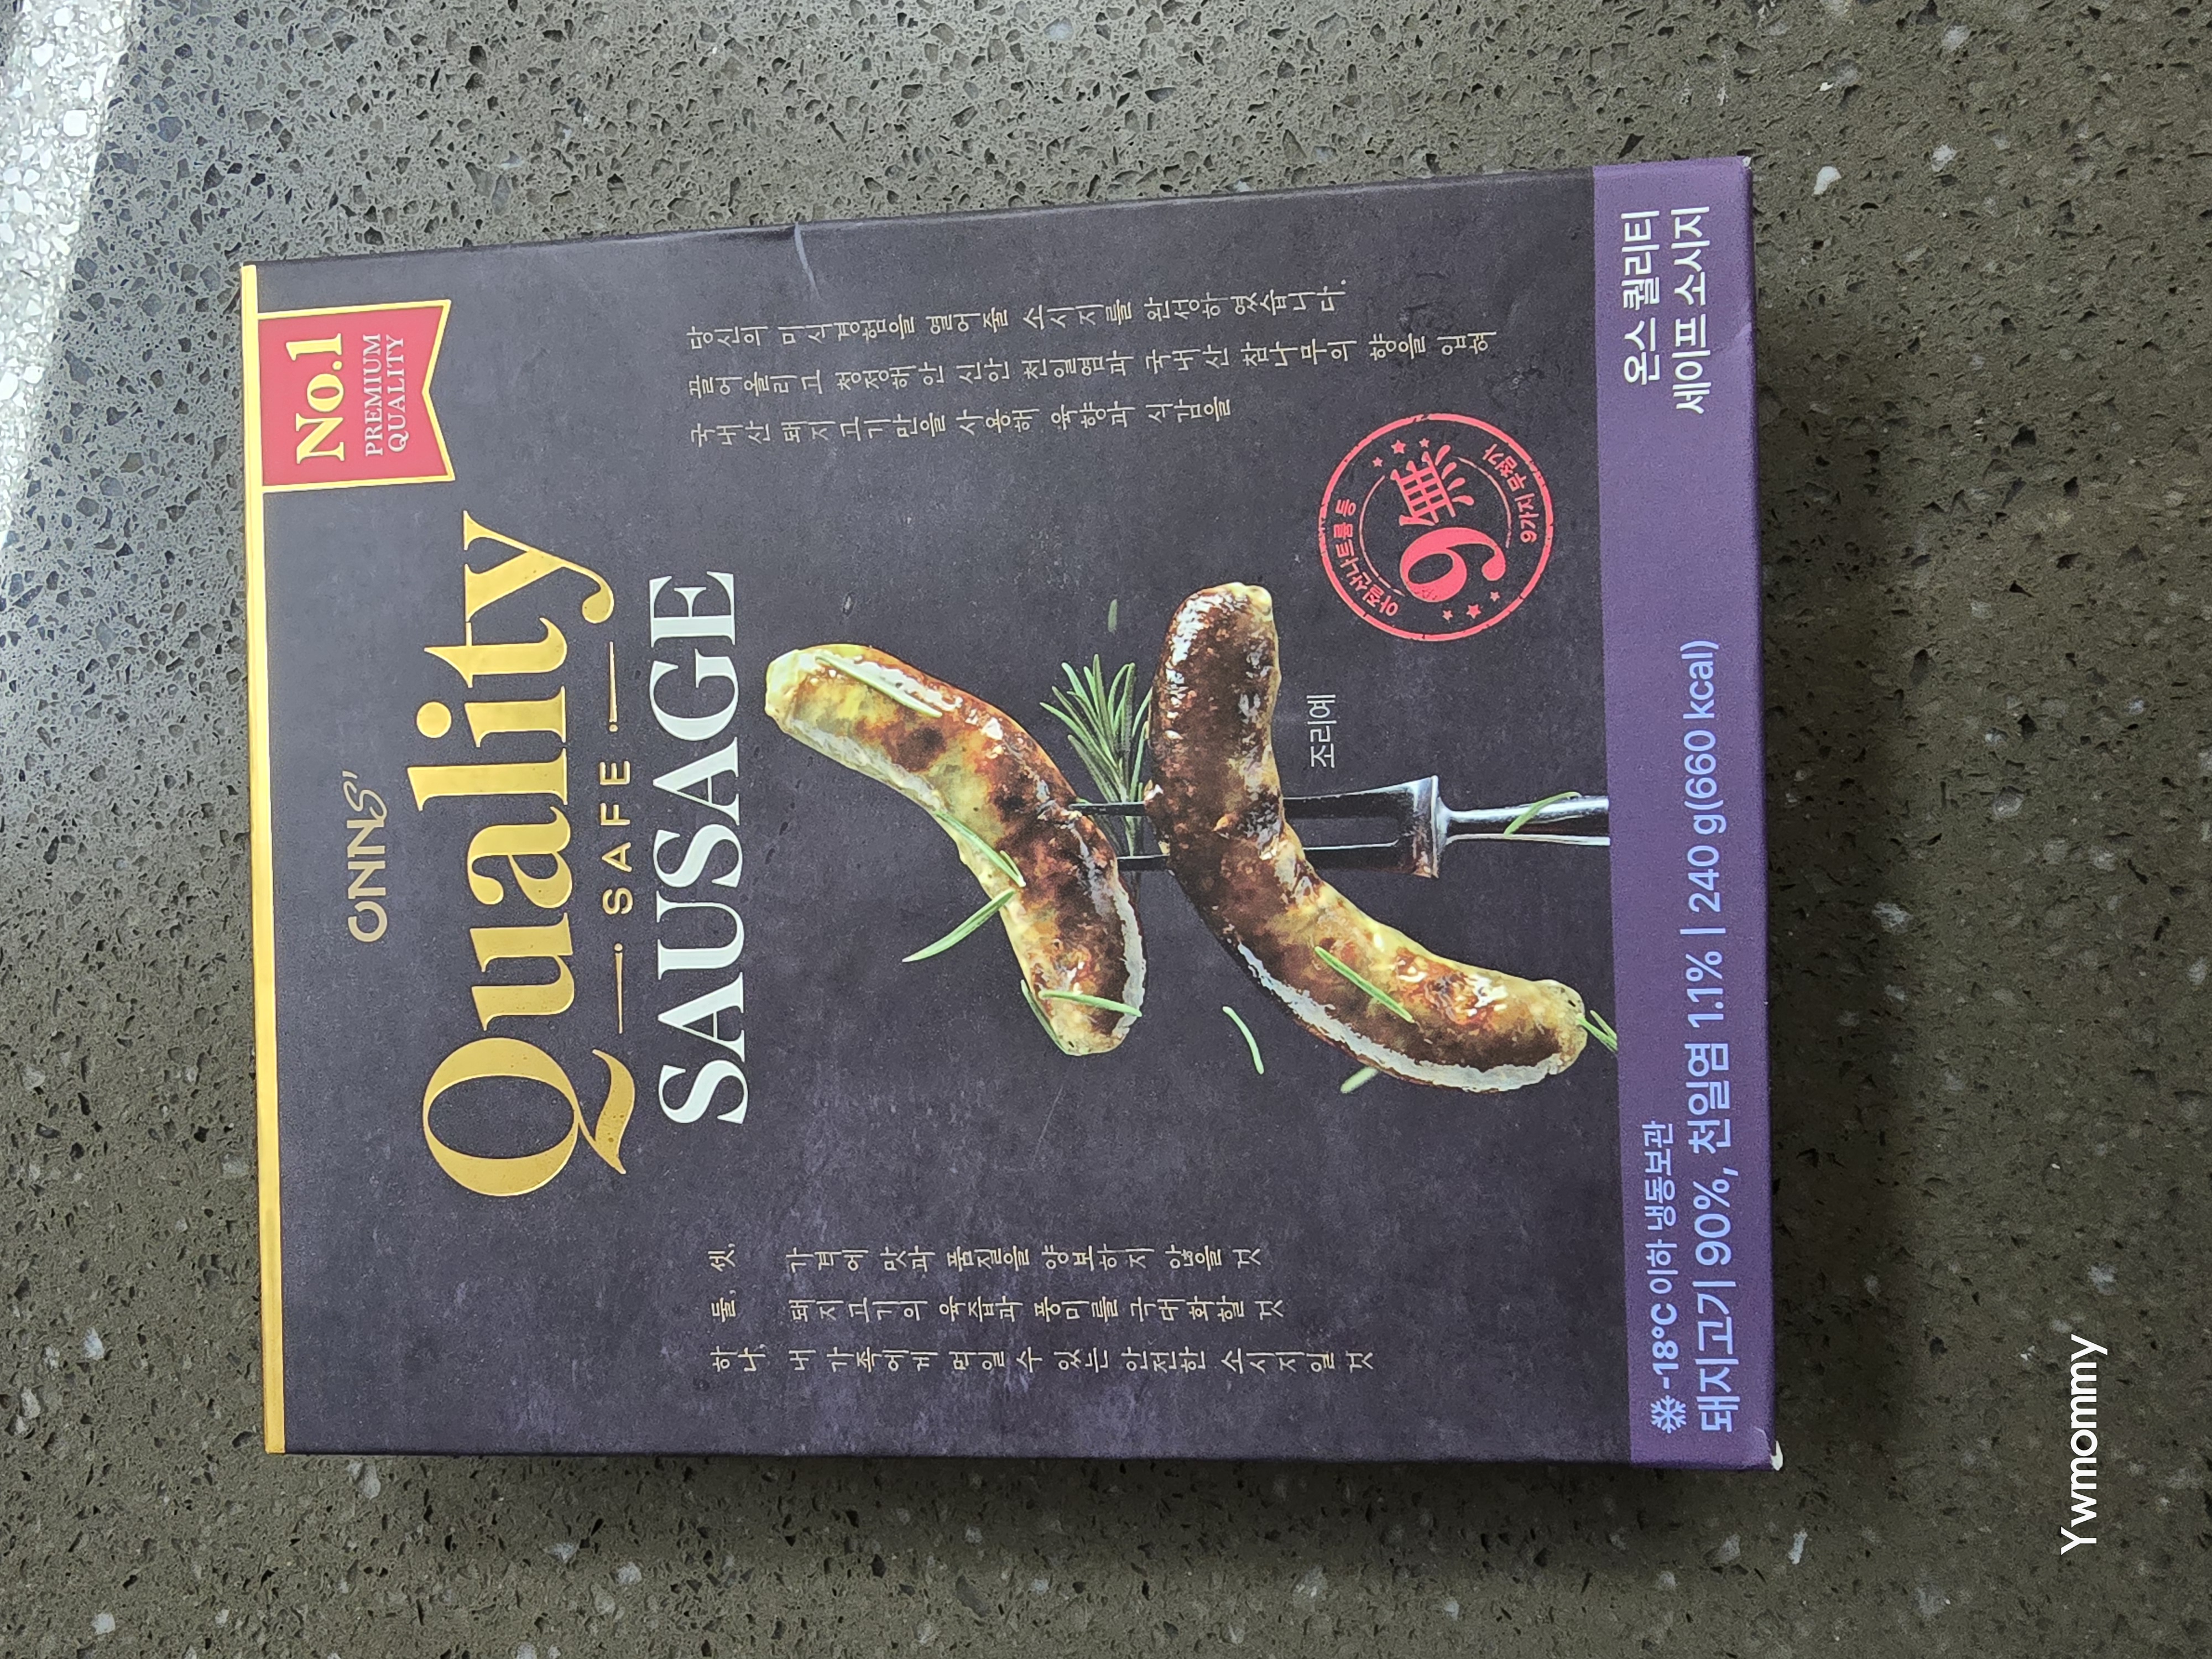 No.1
PREMIUM
QUALITY
ONNS'
Quality
SAFE
SAUSAGE
하나, 내 가족에게 먹일 수 있는 안전한 소시지일 것
둘, 돼지고기의 육즙과 풍미를 극대화할 것
셋, 가격에 맛과 품질을 양보하지 않을 것
국내산 돼지고기만을 사용해 육향과 식감을
끌어올리고 청정해안 신안 천일염과 국내산 참나무의 향을 입혀
당신의 미식경험을 열어줄 소시지를 완성하였습니다.
조리예
아질산나트륨 등
9無
9가지 무첨가
-18°C 이하 냉동보관
돼지고기 90%, 천일염 1.1% | 240 g(660 kcal)
온스 퀄리티
세이프 소시지
Ywmommy